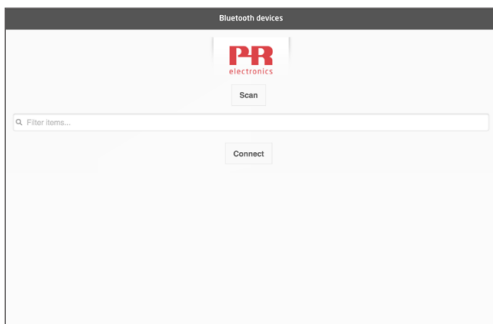 Bluetooth devices
PR
electronics
Scan
Filter items...
Connect